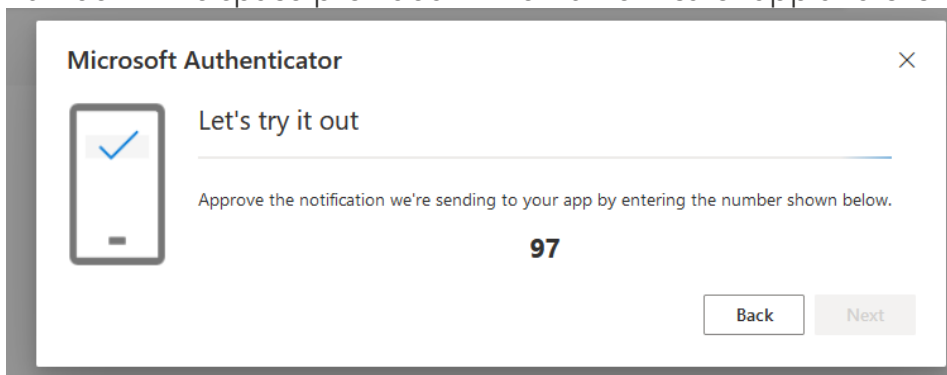 Microsoft Authenticator
Let's try it out
Approve the notification we're sending to your app by entering the number shown below.
97
Back
Next